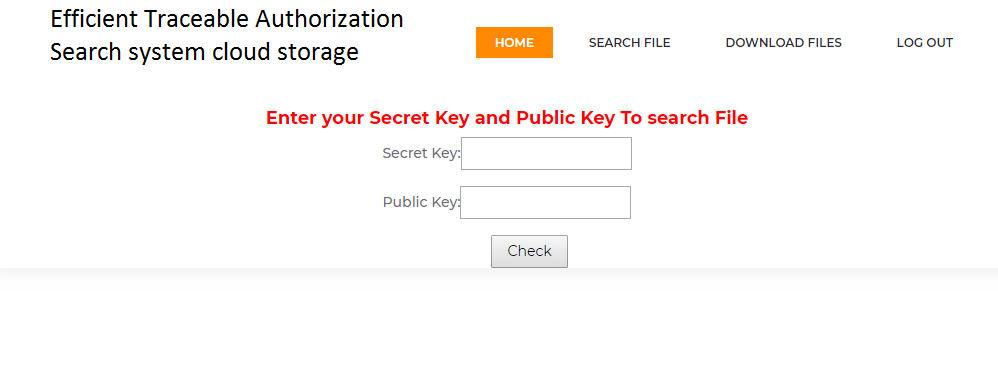 Efficient Traceable Authorization
Search system cloud storage
HOME SEARCH FILE DOWNLOAD FILES LOG OUT
Enter your Secret Key and Public Key To search File
Secret Key:
Public Key:
Check